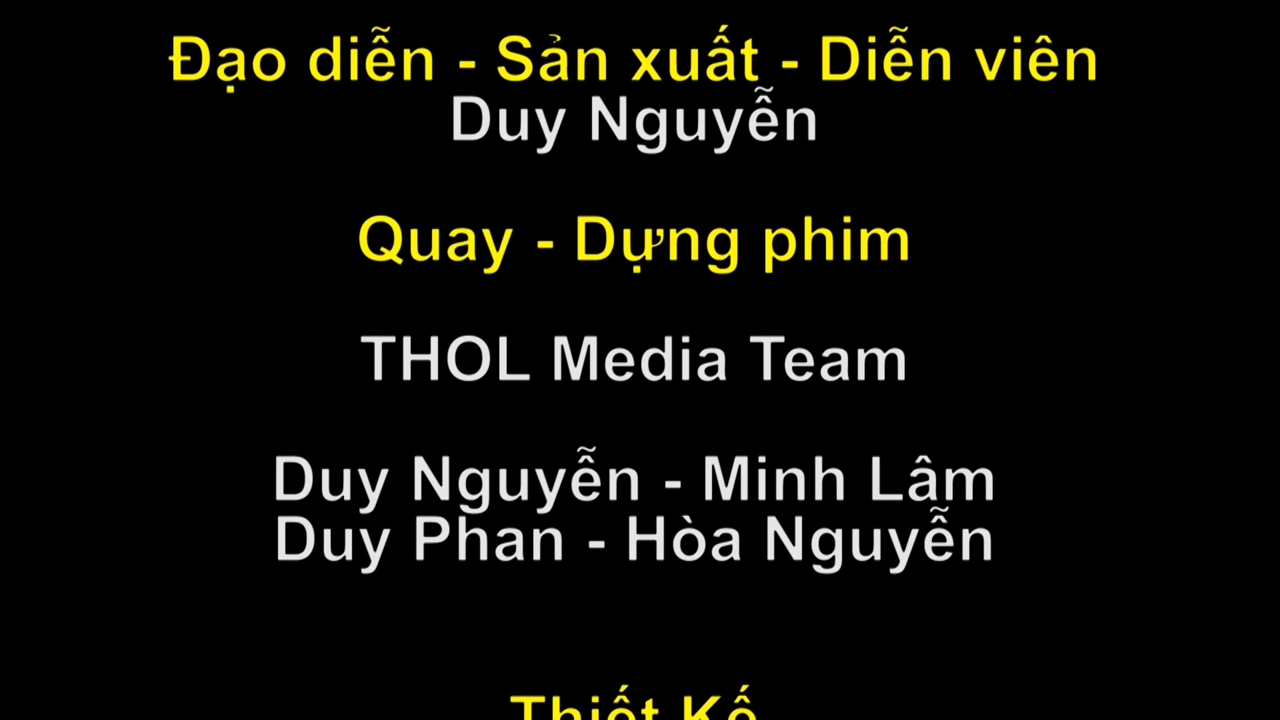 Đạo diễn - Sản xuất - Diễn viên
Duy Nguyễn
Quay - Dựng phim
THOL Media Team
Duy Nguyễn - Minh Lâm
Duy Phan - Hòa Nguyễn
Thiết Kế